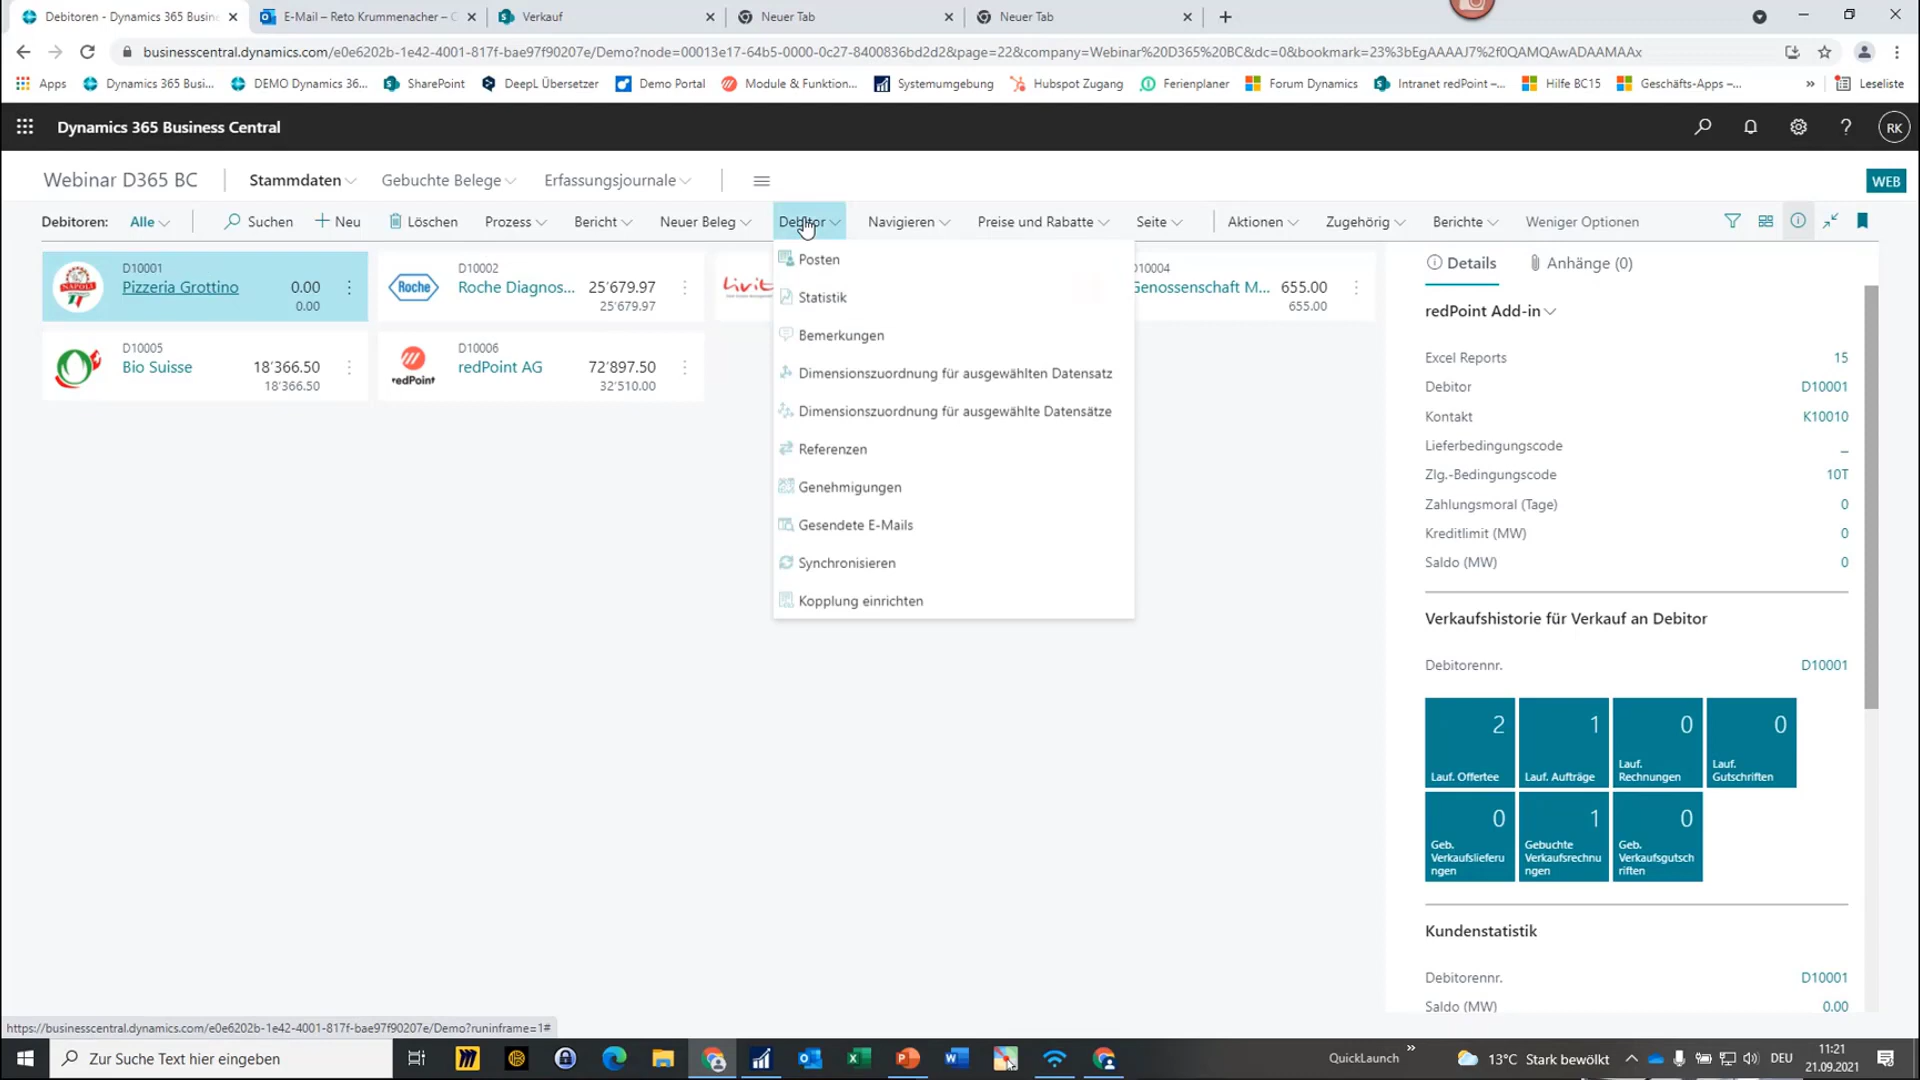 Debitoren - Dynamics 365 Busin
E-Mail – Reto Krummenacher – C
Verkauf
Neuer Tab
Neuer Tab
businesscentral.dynamics.com/e0e6202b-1e42-4001-817f-bae97f90207e/Demo?node=00013e17-64b5-0000-0c27-8400836bd2d2&page=22&company=Webinar%20D365%20BC&dc=0&bookmark=23%3bEgAAAAJ7%2f0QAMQAwADAAMAAx
Apps
Dynamics 365 Busi...
DEMO Dynamics 36...
SharePoint
DeepL Übersetzer
Demo Portal
Module & Funktion...
Systemumgebung
Hubspot Zugang
Ferienplaner
Forum Dynamics
Intranet redPoint –...
Hilfe BC15
Geschäfts-Apps –...
»
Leseliste
Dynamics 365 Business Central
?
RK
Webinar D365 BC
Stammdaten
Gebuchte Belege
Erfassungsjournale
WEB
Debitoren:
Alle
Suchen
Neu
Löschen
Prozess
Bericht
Neuer Beleg
Debitor
Navigieren
Preise und Rabatte
Seite
Aktionen
Zugehörig
Berichte
Weniger Optionen
NAPOLI
D10001
Pizzeria Grottino
0.00
0.00
Roche
D10002
Roche Diagnos...
25'679.97
25'679.97
Livit
D10004
Genossenschaft M...
655.00
655.00
D10005
Bio Suisse
18'366.50
18'366.50
redPoint
D10006
redPoint AG
72'897.50
32'510.00
Posten
Statistik
Bemerkungen
Dimensionszuordnung für ausgewählten Datensatz
Dimensionszuordnung für ausgewählte Datensätze
Referenzen
Genehmigungen
Gesendete E-Mails
Synchronisieren
Kopplung einrichten
Details
Anhänge (0)
redPoint Add-in
Excel Reports 15
Debitor D10001
Kontakt K10010
Lieferbedingungscode _
Zlg.-Bedingungscode 10T
Zahlungsmoral (Tage) 0
Kreditlimit (MW) 0
Saldo (MW) 0
Verkaufshistorie für Verkauf an Debitor
Debitorennr. D10001
2
Lauf. Offertee
1
Lauf. Aufträge
0
Lauf.
Rechnungen
0
Lauf.
Gutschriften
0
Geb.
Verkaufslieferu
ngen
1
Gebuchte
Verkaufsrechnu
ngen
0
Geb.
Verkaufsgutsch
riften
Kundenstatistik
Debitorennr. D10001
Saldo (MW) 0.00
https://businesscentral.dynamics.com/e0e6202b-1e42-4001-817f-bae97f90207e/Demo?runinframe=1#
Zur Suche Text hier eingeben
QuickLaunch
»
13°C Stark bewölkt
DEU
11:21
21.09.2021